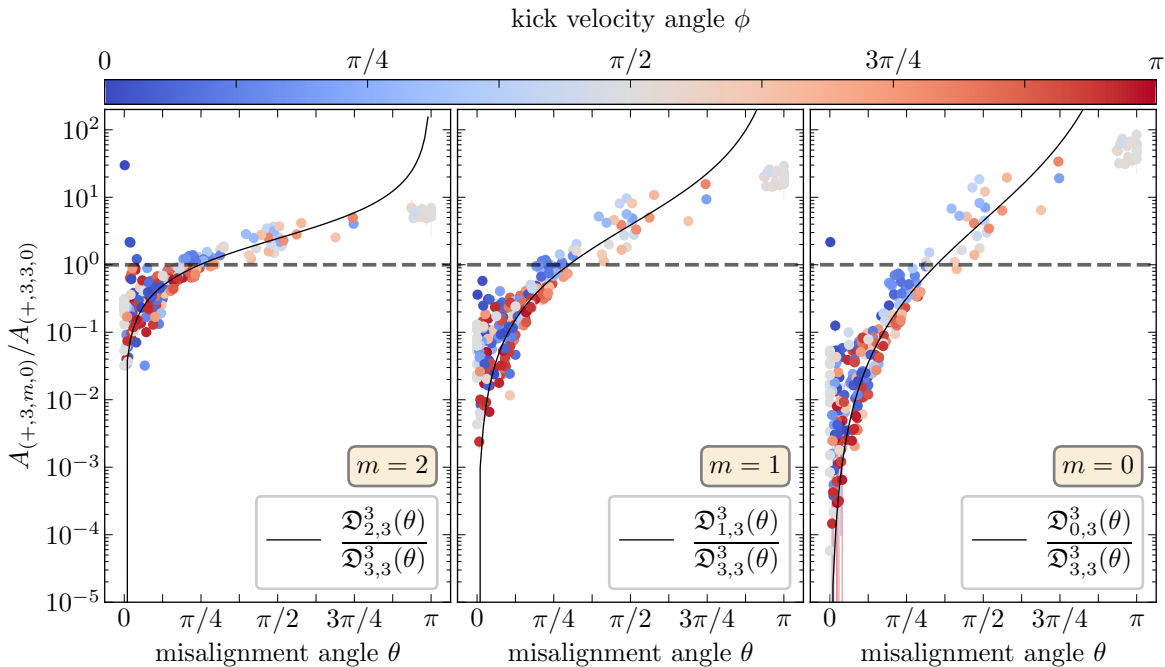 kick velocity angle ϕ
0 π/4 π/2 3π/4 π
A₍₊,₃,ₘ,₀₎/A₍₊,₃,₃,₀₎
10²
10¹
10⁰
10⁻¹
10⁻²
10⁻³
10⁻⁴
10⁻⁵
m = 2
𝕯³₂,₃(θ)
𝕯³₃,₃(θ)
0 π/4 π/2 3π/4 π
misalignment angle θ
m = 1
𝕯³₁,₃(θ)
𝕯³₃,₃(θ)
0 π/4 π/2 3π/4 π
misalignment angle θ
m = 0
𝕯³₀,₃(θ)
𝕯³₃,₃(θ)
0 π/4 π/2 3π/4 π
misalignment angle θ